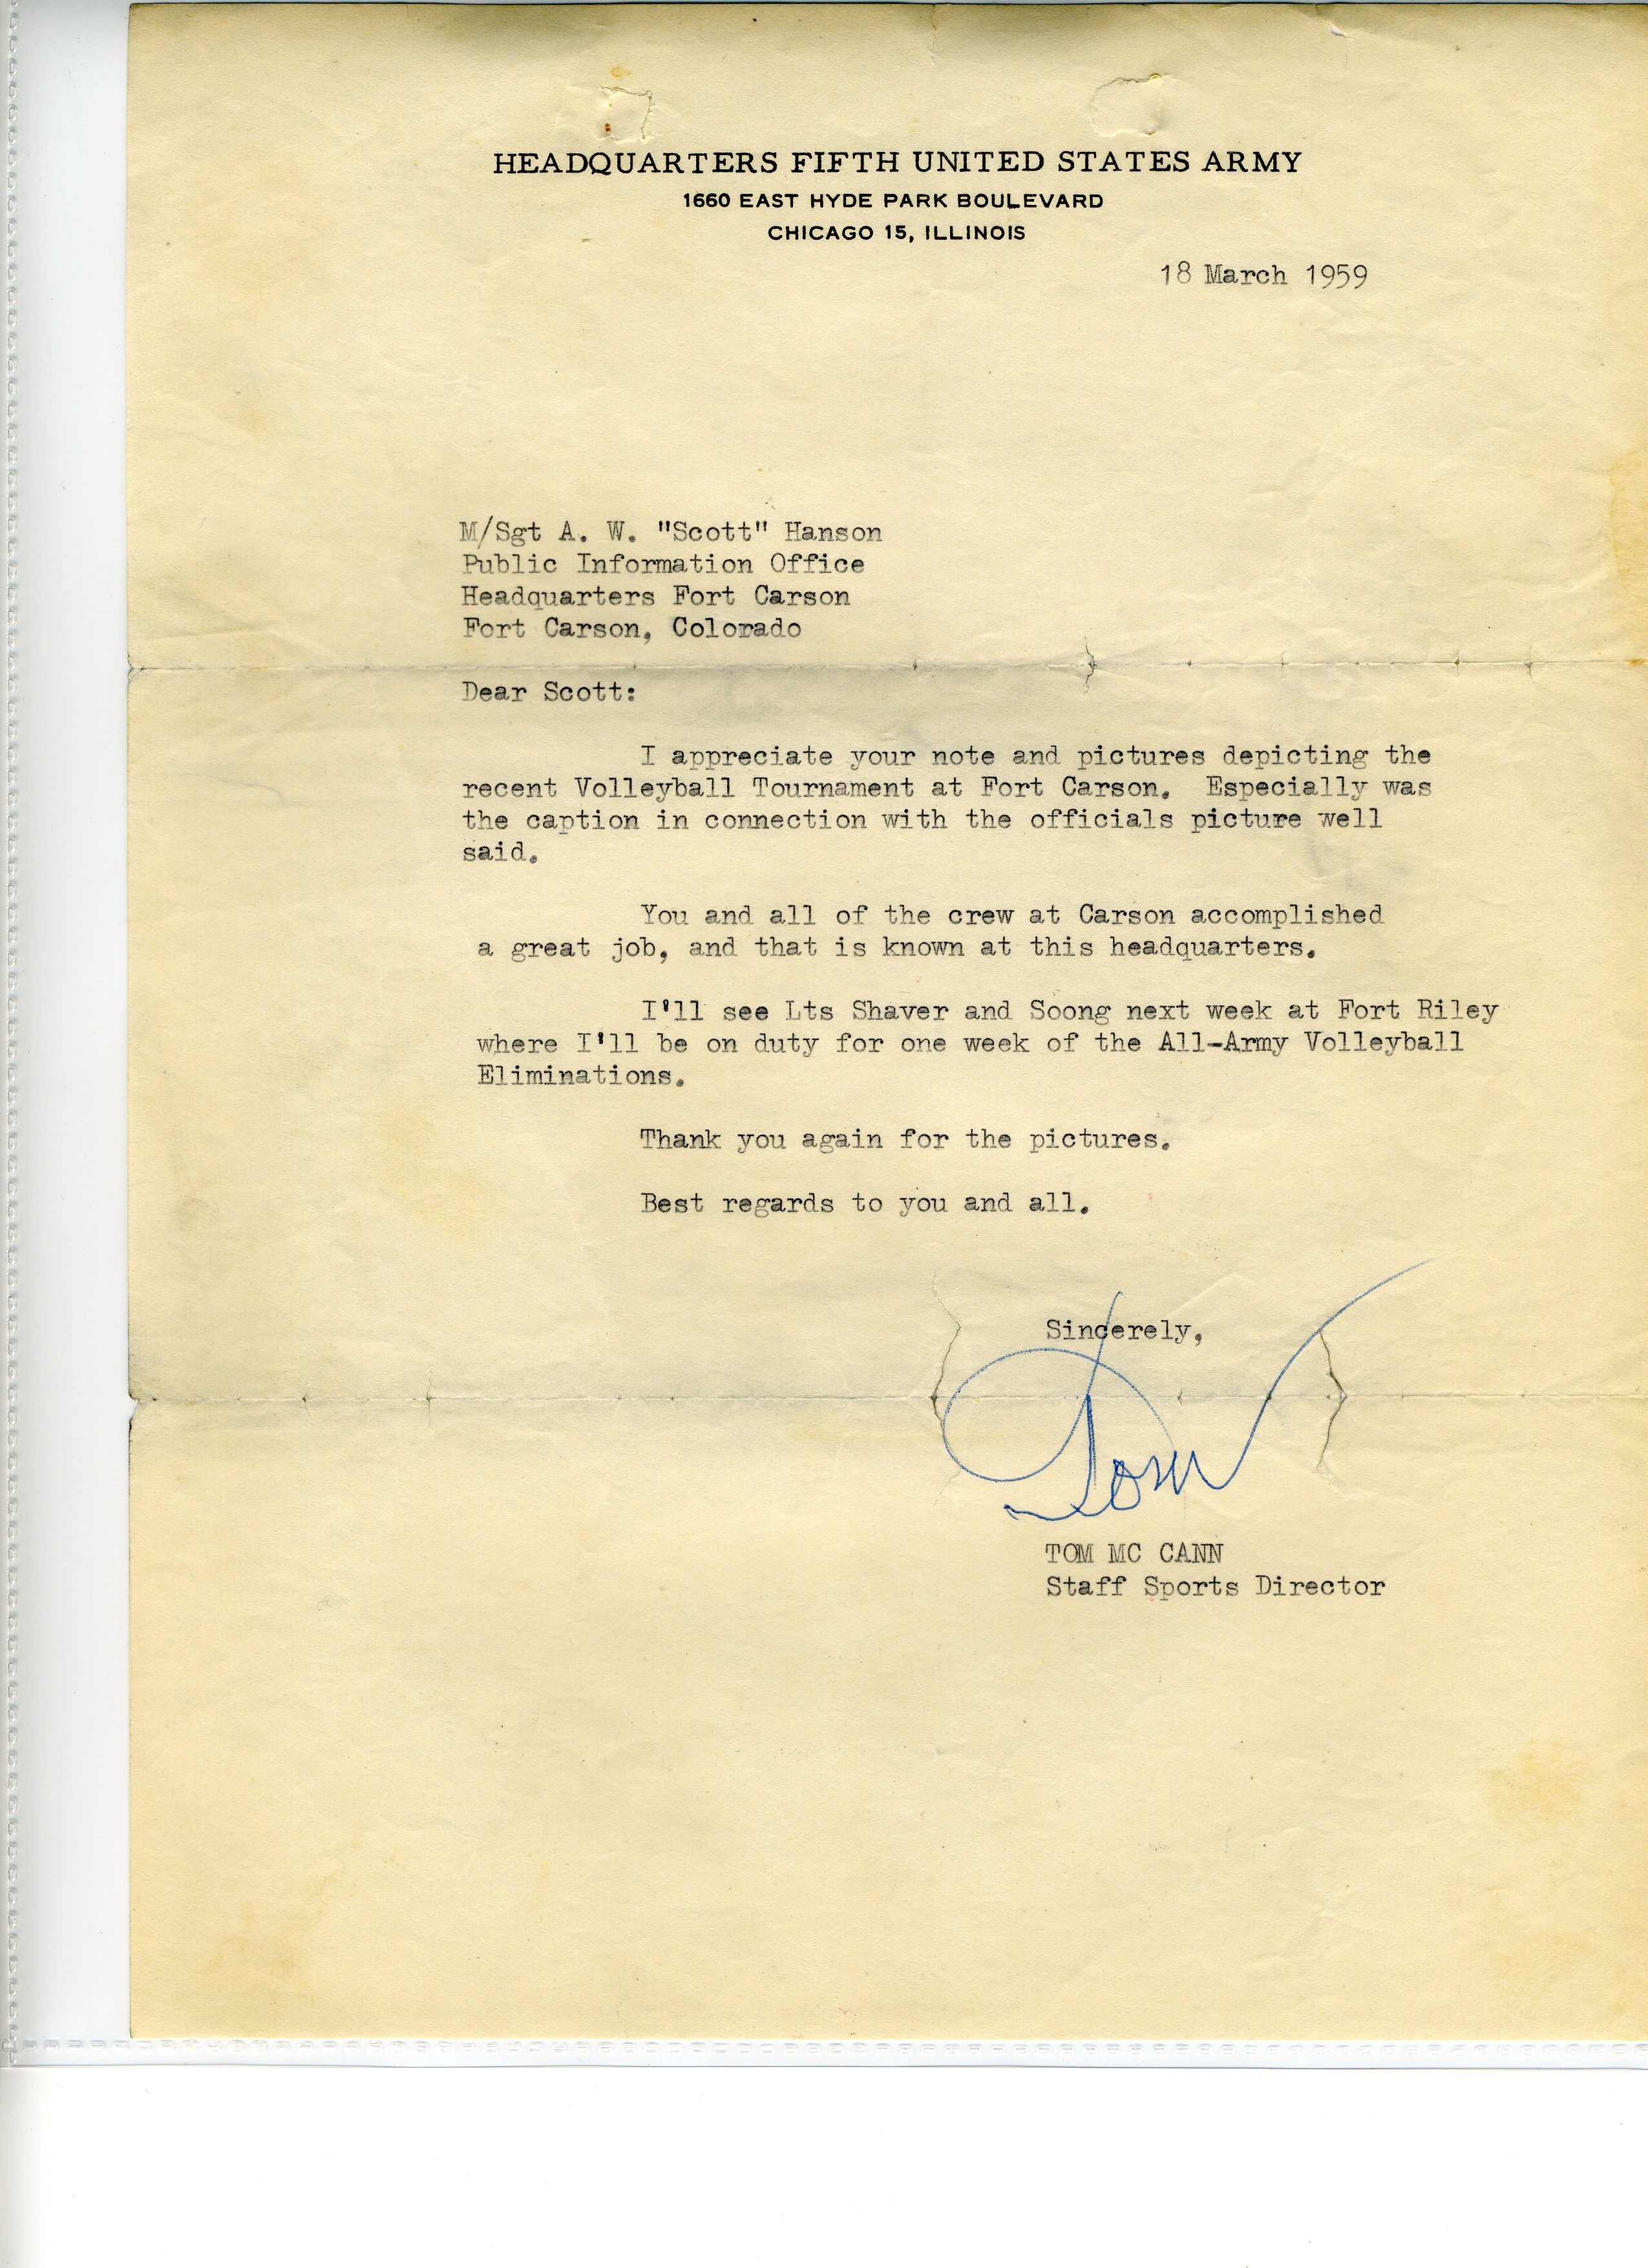 HEADQUARTERS FIFTH UNITED STATES ARMY
1660 EAST HYDE PARK BOULEVARD
CHICAGO 15, ILLINOIS
18 March 1959
M/Sgt A. W. "Scott" Hanson
Public Information Office
Headquarters Fort Carson
Fort Carson, Colorado
Dear Scott:
I appreciate your note and pictures depicting the
recent Volleyball Tournament at Fort Carson. Especially was
the caption in connection with the officials picture well
said.
You and all of the crew at Carson accomplished
a great job, and that is known at this headquarters.
I'll see Lts Shaver and Soong next week at Fort Riley
where I'll be on duty for one week of the All-Army Volleyball
Eliminations.
Thank you again for the pictures.
Best regards to you and all.
Sincerely,
Tom
TOM MC CANN
Staff Sports Director